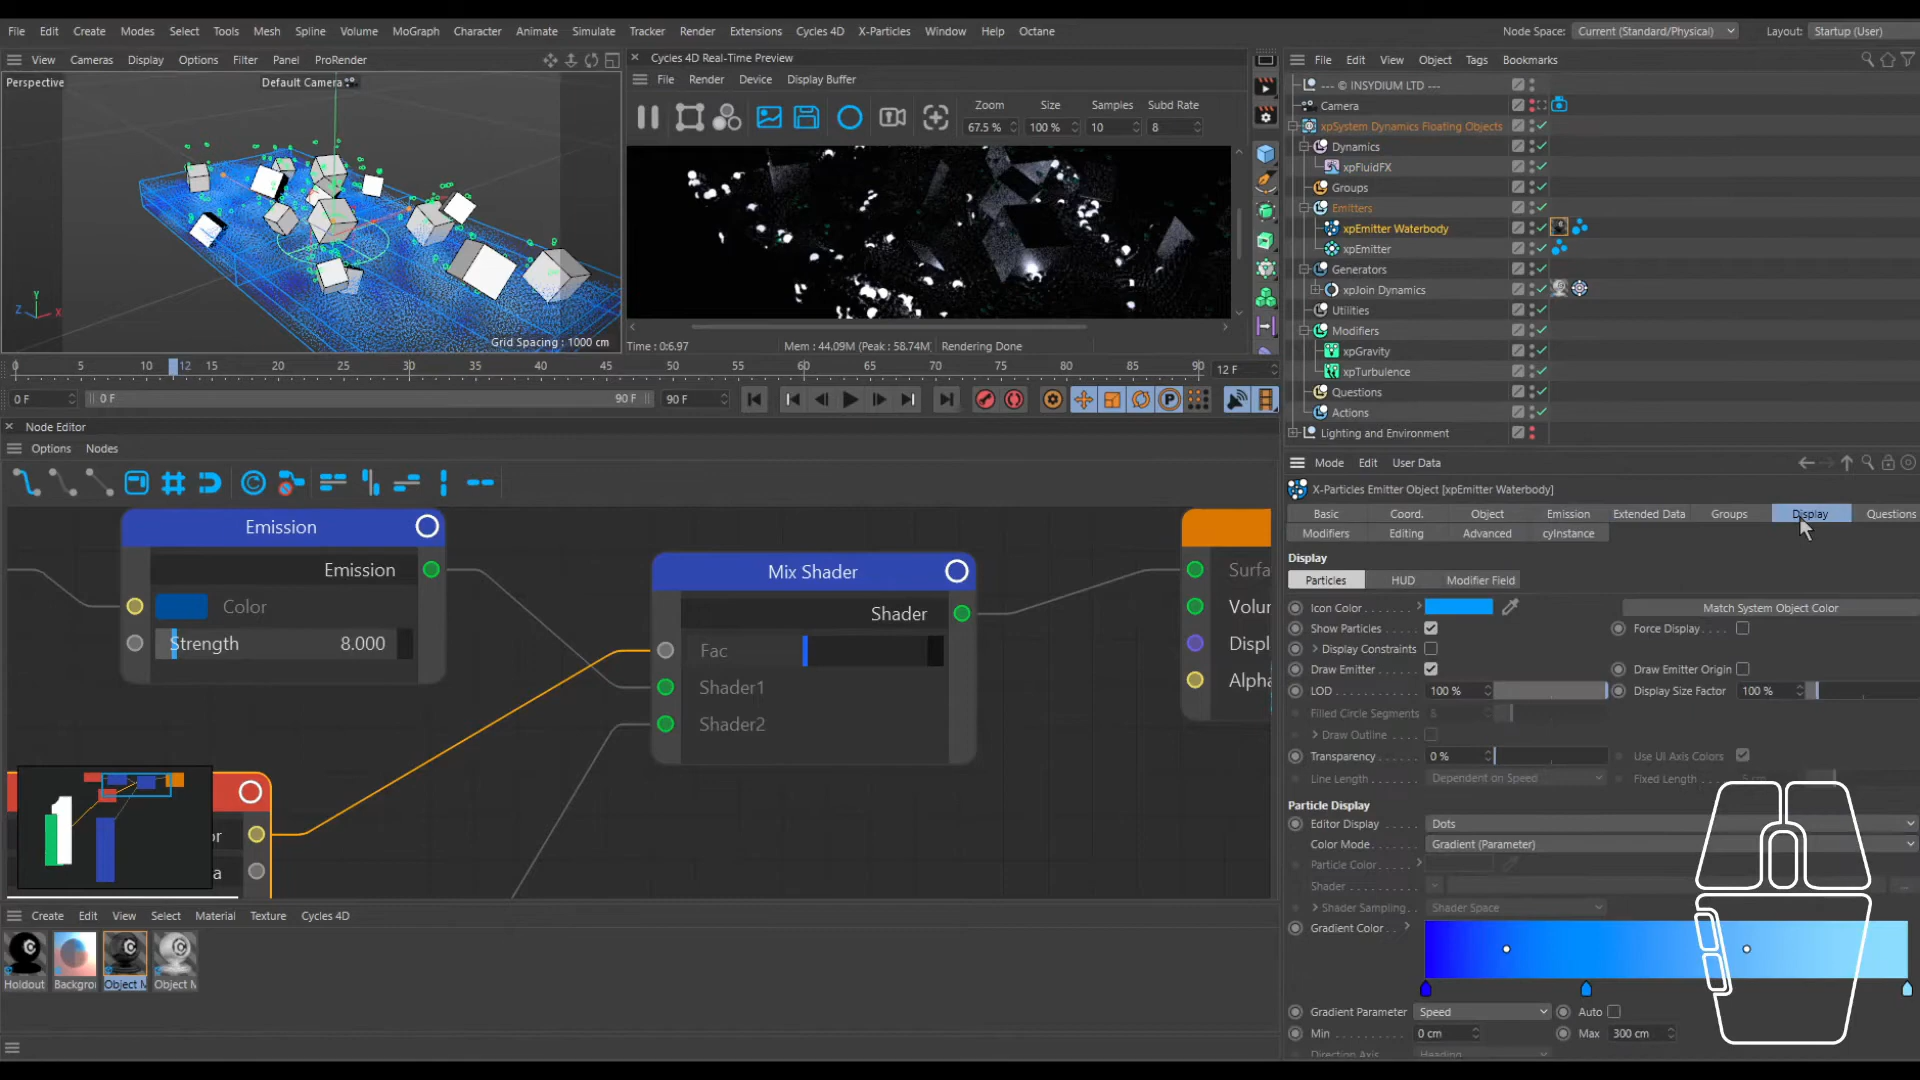 File Edit Create Modes Select Tools Mesh Spline Volume MoGraph Character Animate Simulate Tracker Render Extensions Cycles 4D X-Particles Window Help Octane Node Space: Current (Standard/Physical) Layout: Startup (User)
View Cameras Display Options Filter Panel ProRender
Perspective Default Camera
Grid Spacing : 1000 cm
Cycles 4D Real-Time Preview
File Render Device Display Buffer
Zoom Size Samples Subd Rate
67.5 % 100 % 10 8
Time : 0:6.97 Mem : 44.09M (Peak : 58.74M) Rendering Done
0 5 10 12 15 20 25 30 35 40 45 50 55 60 65 70 75 80 85 90 12 F
0 F 0 F 90 F 90 F
Node Editor
Options Nodes
Emission
Emission
Color
Strength 8.000
Mix Shader
Shader
Fac
Shader1
Shader2
Surfa
Volur
Displ
Alpha
or
a
Create Edit View Select Material Texture Cycles 4D
Holdout Backgro Object M Object M
File Edit View Object Tags Bookmarks
--- © INSYDIUM LTD ---
Camera
xpSystem Dynamics Floating Objects
Dynamics
xpFluidFX
Groups
Emitters
xpEmitter Waterbody
xpEmitter
Generators
xpJoin Dynamics
Utilities
Modifiers
xpGravity
xpTurbulence
Questions
Actions
Lighting and Environment
Mode Edit User Data
X-Particles Emitter Object [xpEmitter Waterbody]
Basic Coord. Object Emission Extended Data Groups Display Questions
Modifiers Editing Advanced cyInstance
Display
Particles HUD Modifier Field
Icon Color Match System Object Color
Show Particles Force Display
Display Constraints
Draw Emitter Draw Emitter Origin
LOD 100 % Display Size Factor 100 %
Filled Circle Segments
Draw Outline
Transparency 0 % Use UI Axis Colors
Line Length Dependent on Speed Fixed Length
Particle Display
Editor Display Dots
Color Mode Gradient (Parameter)
Particle Color
Shader
Shader Sampling Shader Space
Gradient Color
Gradient Parameter Speed Auto
Min 0 cm Max 300 cm
Direction Axis Heading